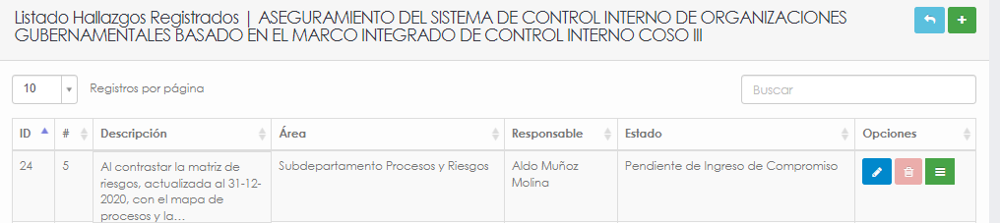 Listado Hallazgos Registrados | ASEGURAMIENTO DEL SISTEMA DE CONTROL INTERNO DE ORGANIZACIONES
GUBERNAMENTALES BASADO EN EL MARCO INTEGRADO DE CONTROL INTERNO COSO III
10 Registros por página Buscar
ID # Descripción Área Responsable Estado Opciones
24 5 Al contrastar la matriz de Subdepartamento Procesos y Riesgos Aldo Muñoz Pendiente de Ingreso de Compromiso
riesgos, actualizada al 31-12- Molina
2020, con el mapa de
procesos y la...